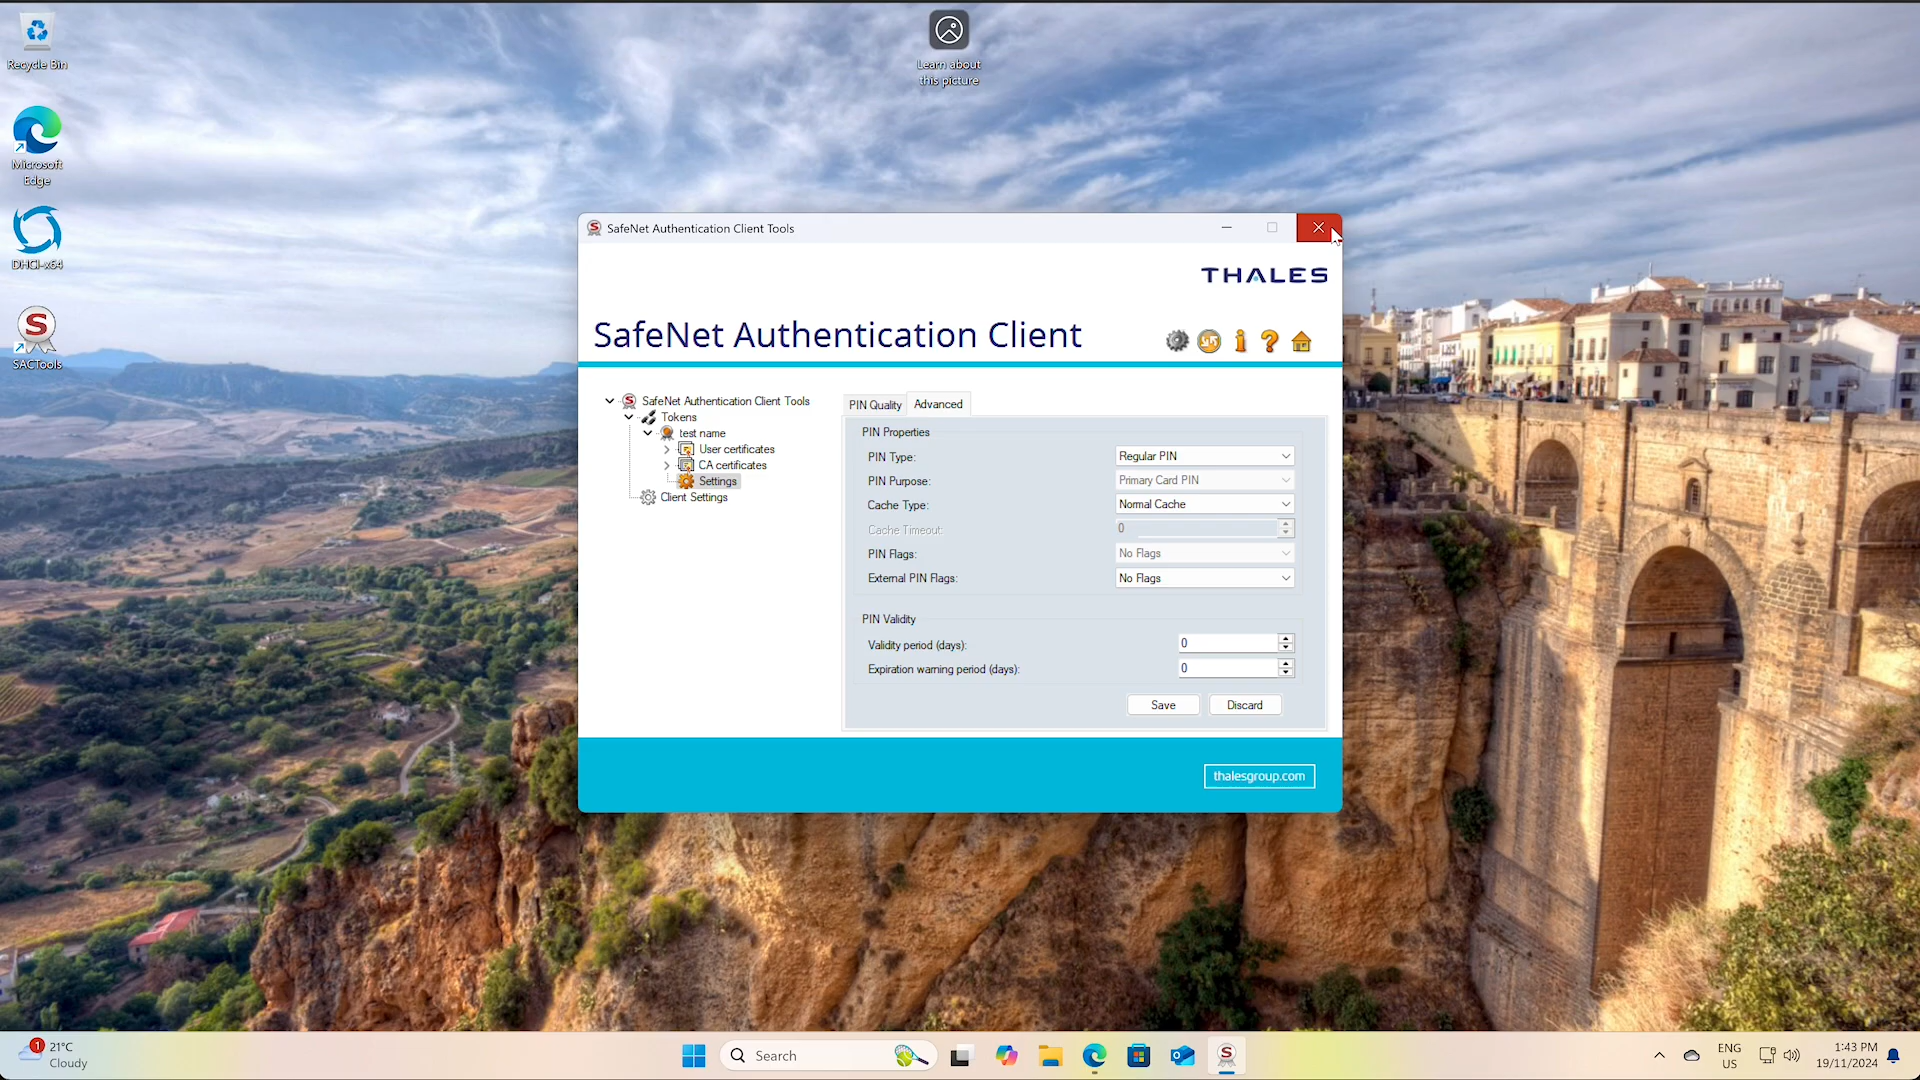 Recycle Bin
Learn about
this picture
Microsoft
Edge
DHCI-x64
S
SACTools
SafeNet Authentication Client Tools
THALES
SafeNet Authentication Client
SafeNet Authentication Client Tools
Tokens
test name
User certificates
CA certificates
Settings
Client Settings
PIN Quality
Advanced
PIN Properties
PIN Type:
Regular PIN
PIN Purpose:
Primary Card PIN
Cache Type:
Normal Cache
Cache Timeout:
0
PIN Flags:
No Flags
External PIN Flags:
No Flags
PIN Validity
Validity period (days):
0
Expiration warning period (days):
0
Save
Discard
thalesgroup.com
1
21°C
Cloudy
Search
S
ENG
US
1:43 PM
19/11/2024